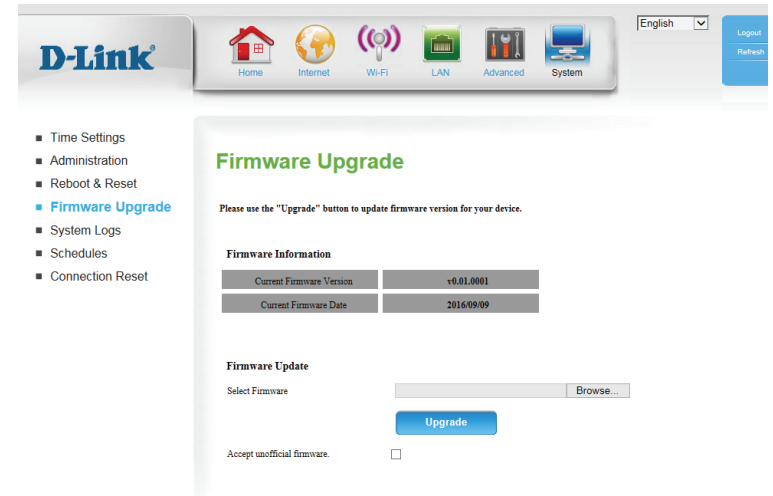 D-Link
Home
Internet
Wi-Fi
LAN
Advanced
System
English
Logout
Refresh
Time Settings
Administration
Reboot & Reset
Firmware Upgrade
System Logs
Schedules
Connection Reset
Firmware Upgrade
Please use the "Upgrade" button to update firmware version for your device.
Firmware Information
Current Firmware Version v0.01.0001
Current Firmware Date 2016/09/09
Firmware Update
Select Firmware Browse...
Upgrade
Accept unofficial firmware.